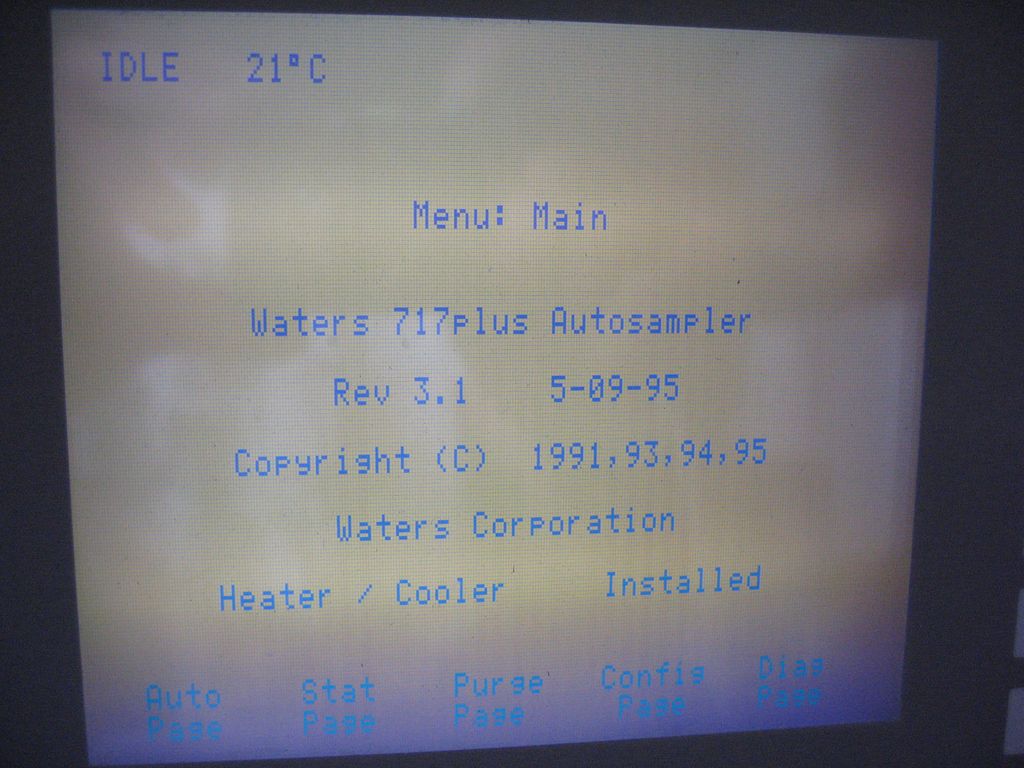 IDLE 21°C
Menu: Main
Waters 717plus Autosampler
Rev 3.1 5-09-95
Copyright (C) 1991,93,94,95
Waters Corporation
Heater / Cooler Installed
Auto Stat Purge Config Diag
Page Page Page Page Page